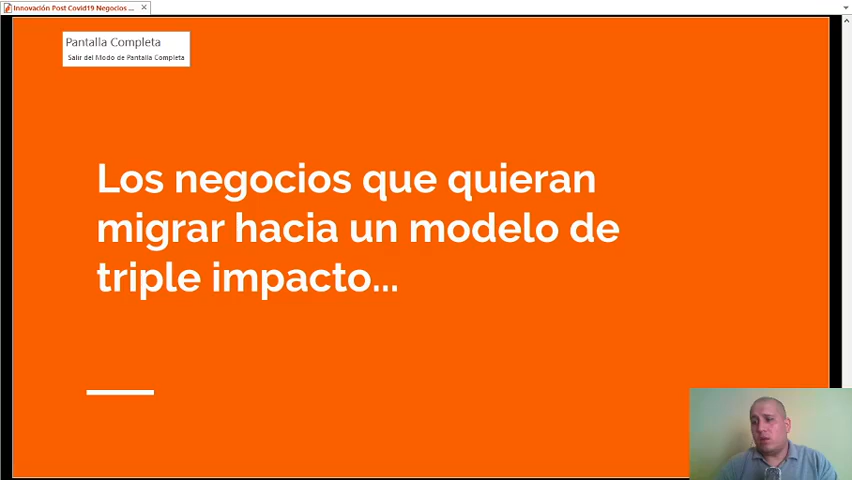 Innovación Post Covid19 Negocios ...
Pantalla Completa
Salir del Modo de Pantalla Completa
Los negocios que quieran
migrar hacia un modelo de
triple impacto...